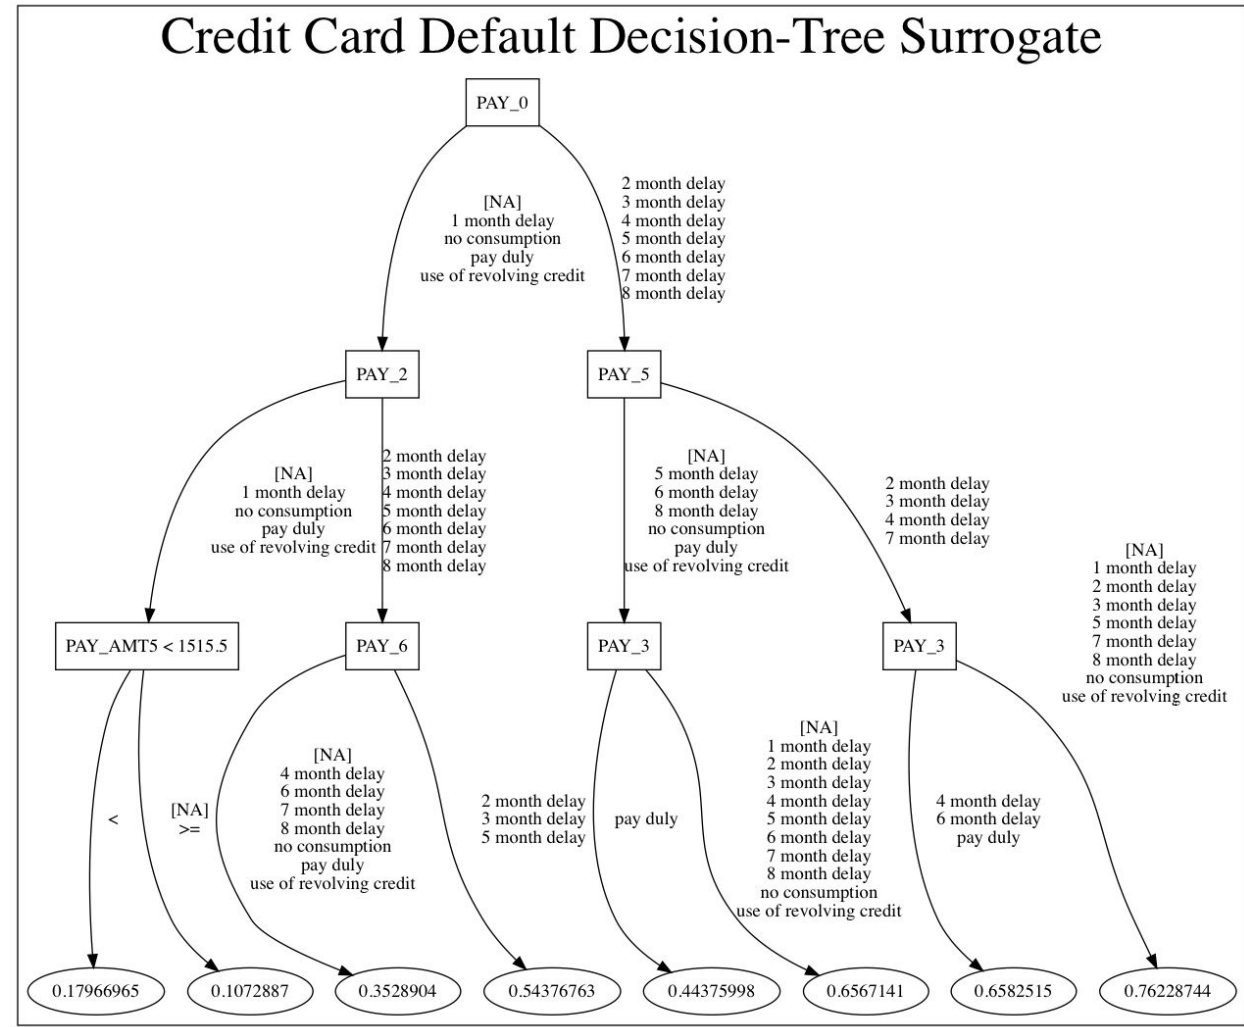 Credit Card Default Decision-Tree Surrogate
PAY_0
[NA]
1 month delay
no consumption
pay duly
use of revolving credit
2 month delay
3 month delay
4 month delay
5 month delay
6 month delay
7 month delay
8 month delay
PAY_2
PAY_5
[NA]
1 month delay
no consumption
pay duly
use of revolving credit
2 month delay
3 month delay
4 month delay
5 month delay
6 month delay
7 month delay
8 month delay
[NA]
5 month delay
6 month delay
8 month delay
no consumption
pay duly
use of revolving credit
2 month delay
3 month delay
4 month delay
7 month delay
PAY_AMT5 < 1515.5
PAY_6
PAY_3
PAY_3
<
[NA]
>=
[NA]
4 month delay
6 month delay
7 month delay
8 month delay
no consumption
pay duly
use of revolving credit
2 month delay
3 month delay
5 month delay
pay duly
[NA]
1 month delay
2 month delay
3 month delay
4 month delay
5 month delay
6 month delay
7 month delay
8 month delay
no consumption
use of revolving credit
4 month delay
6 month delay
pay duly
[NA]
1 month delay
2 month delay
3 month delay
5 month delay
7 month delay
8 month delay
no consumption
use of revolving credit
0.17966965
0.1072887
0.3528904
0.54376763
0.44375998
0.6567141
0.6582515
0.76228744